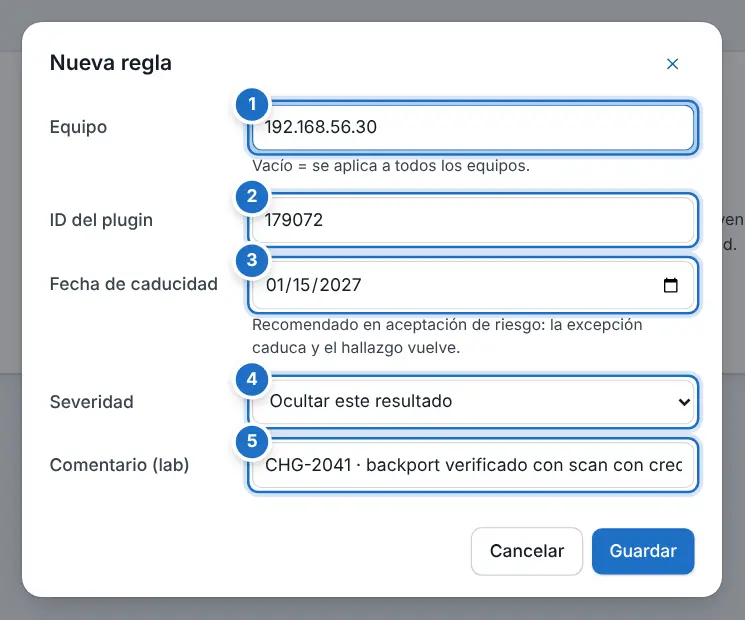 Nueva regla
×
1
Equipo
192.168.56.30
Vacío = se aplica a todos los equipos.
2
ID del plugin
179072
3
Fecha de caducidad
01/15/2027
Recomendado en aceptación de riesgo: la excepción
caduca y el hallazgo vuelve.
4
Severidad
Ocultar este resultado
5
Comentario (lab)
CHG-2041 · backport verificado con scan con
Cancelar
Guardar
d.